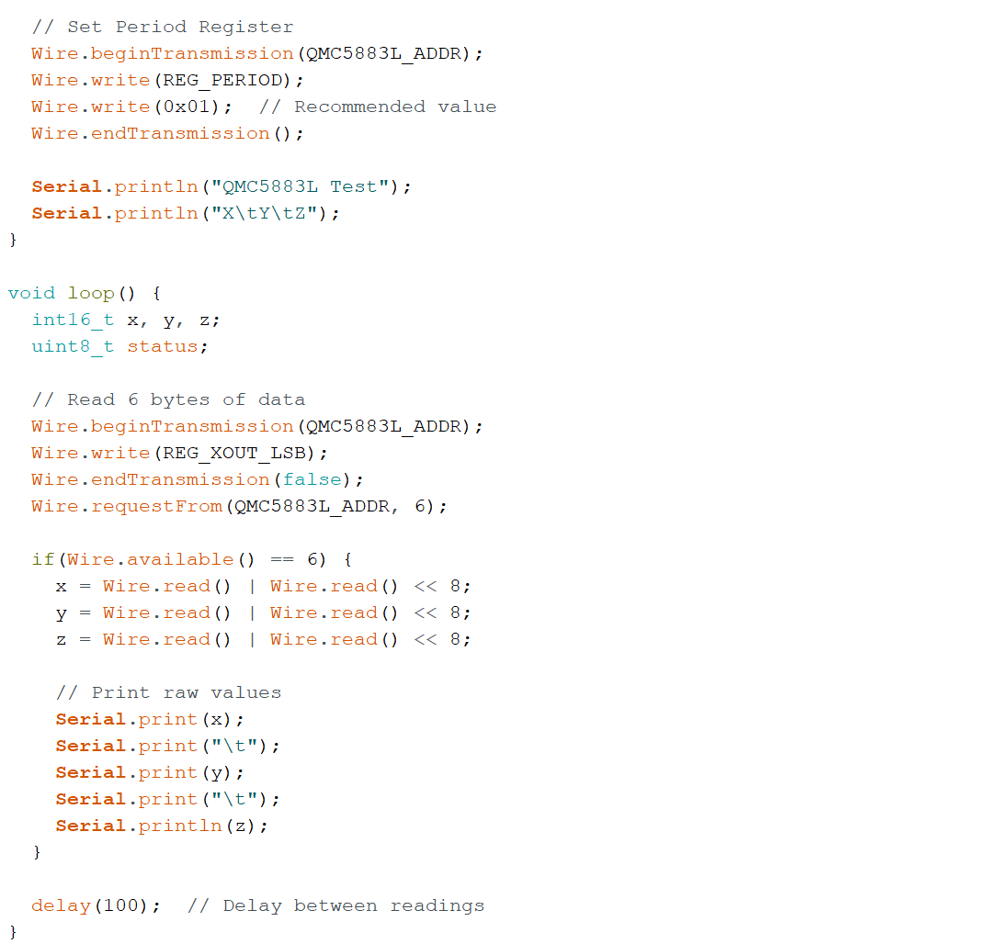 // Set Period Register
Wire.beginTransmission(QMC5883L_ADDR);
Wire.write(REG_PERIOD);
Wire.write(0x01);  // Recommended value
Wire.endTransmission();
Serial.println("QMC5883L Test");
Serial.println("X\tY\tZ");
}
void loop() {
int16_t x, y, z;
uint8_t status;
// Read 6 bytes of data
Wire.beginTransmission(QMC5883L_ADDR);
Wire.write(REG_XOUT_LSB);
Wire.endTransmission(false);
Wire.requestFrom(QMC5883L_ADDR, 6);
if(Wire.available() == 6) {
x = Wire.read() | Wire.read() << 8;
y = Wire.read() | Wire.read() << 8;
z = Wire.read() | Wire.read() << 8;
// Print raw values
Serial.print(x);
Serial.print("\t");
Serial.print(y);
Serial.print("\t");
Serial.println(z);
}
delay(100);  // Delay between readings
}